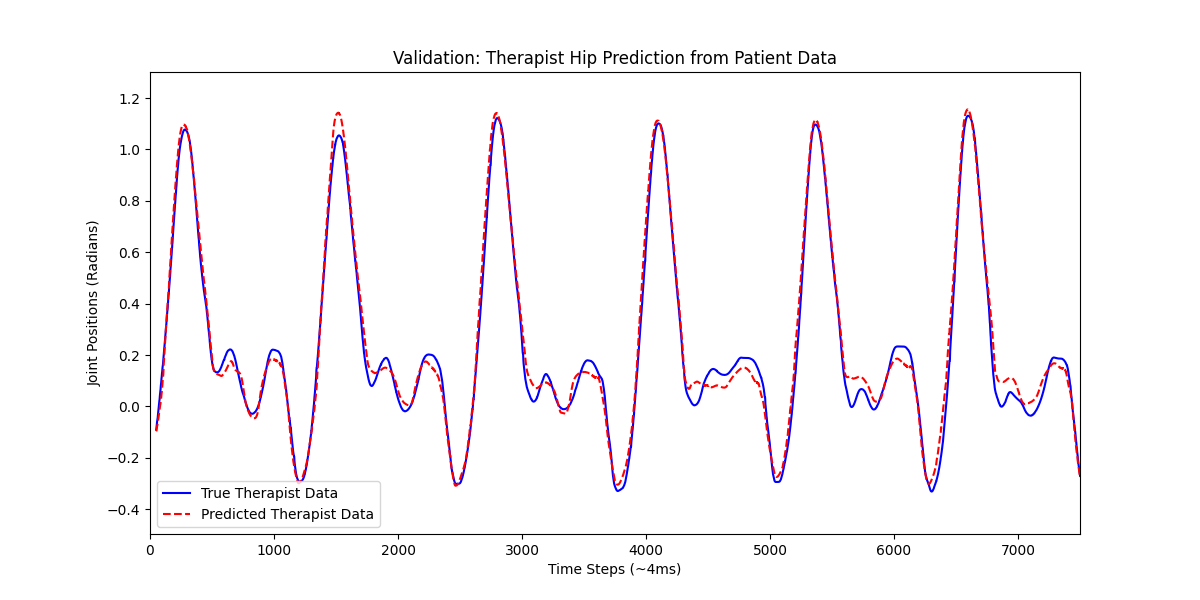 Validation: Therapist Hip Prediction from Patient Data
Joint Positions (Radians)
1.2
1.0
0.8
0.6
0.4
0.2
0.0
−0.2
−0.4
True Therapist Data
Predicted Therapist Data
0 1000 2000 3000 4000 5000 6000 7000
Time Steps (~4ms)